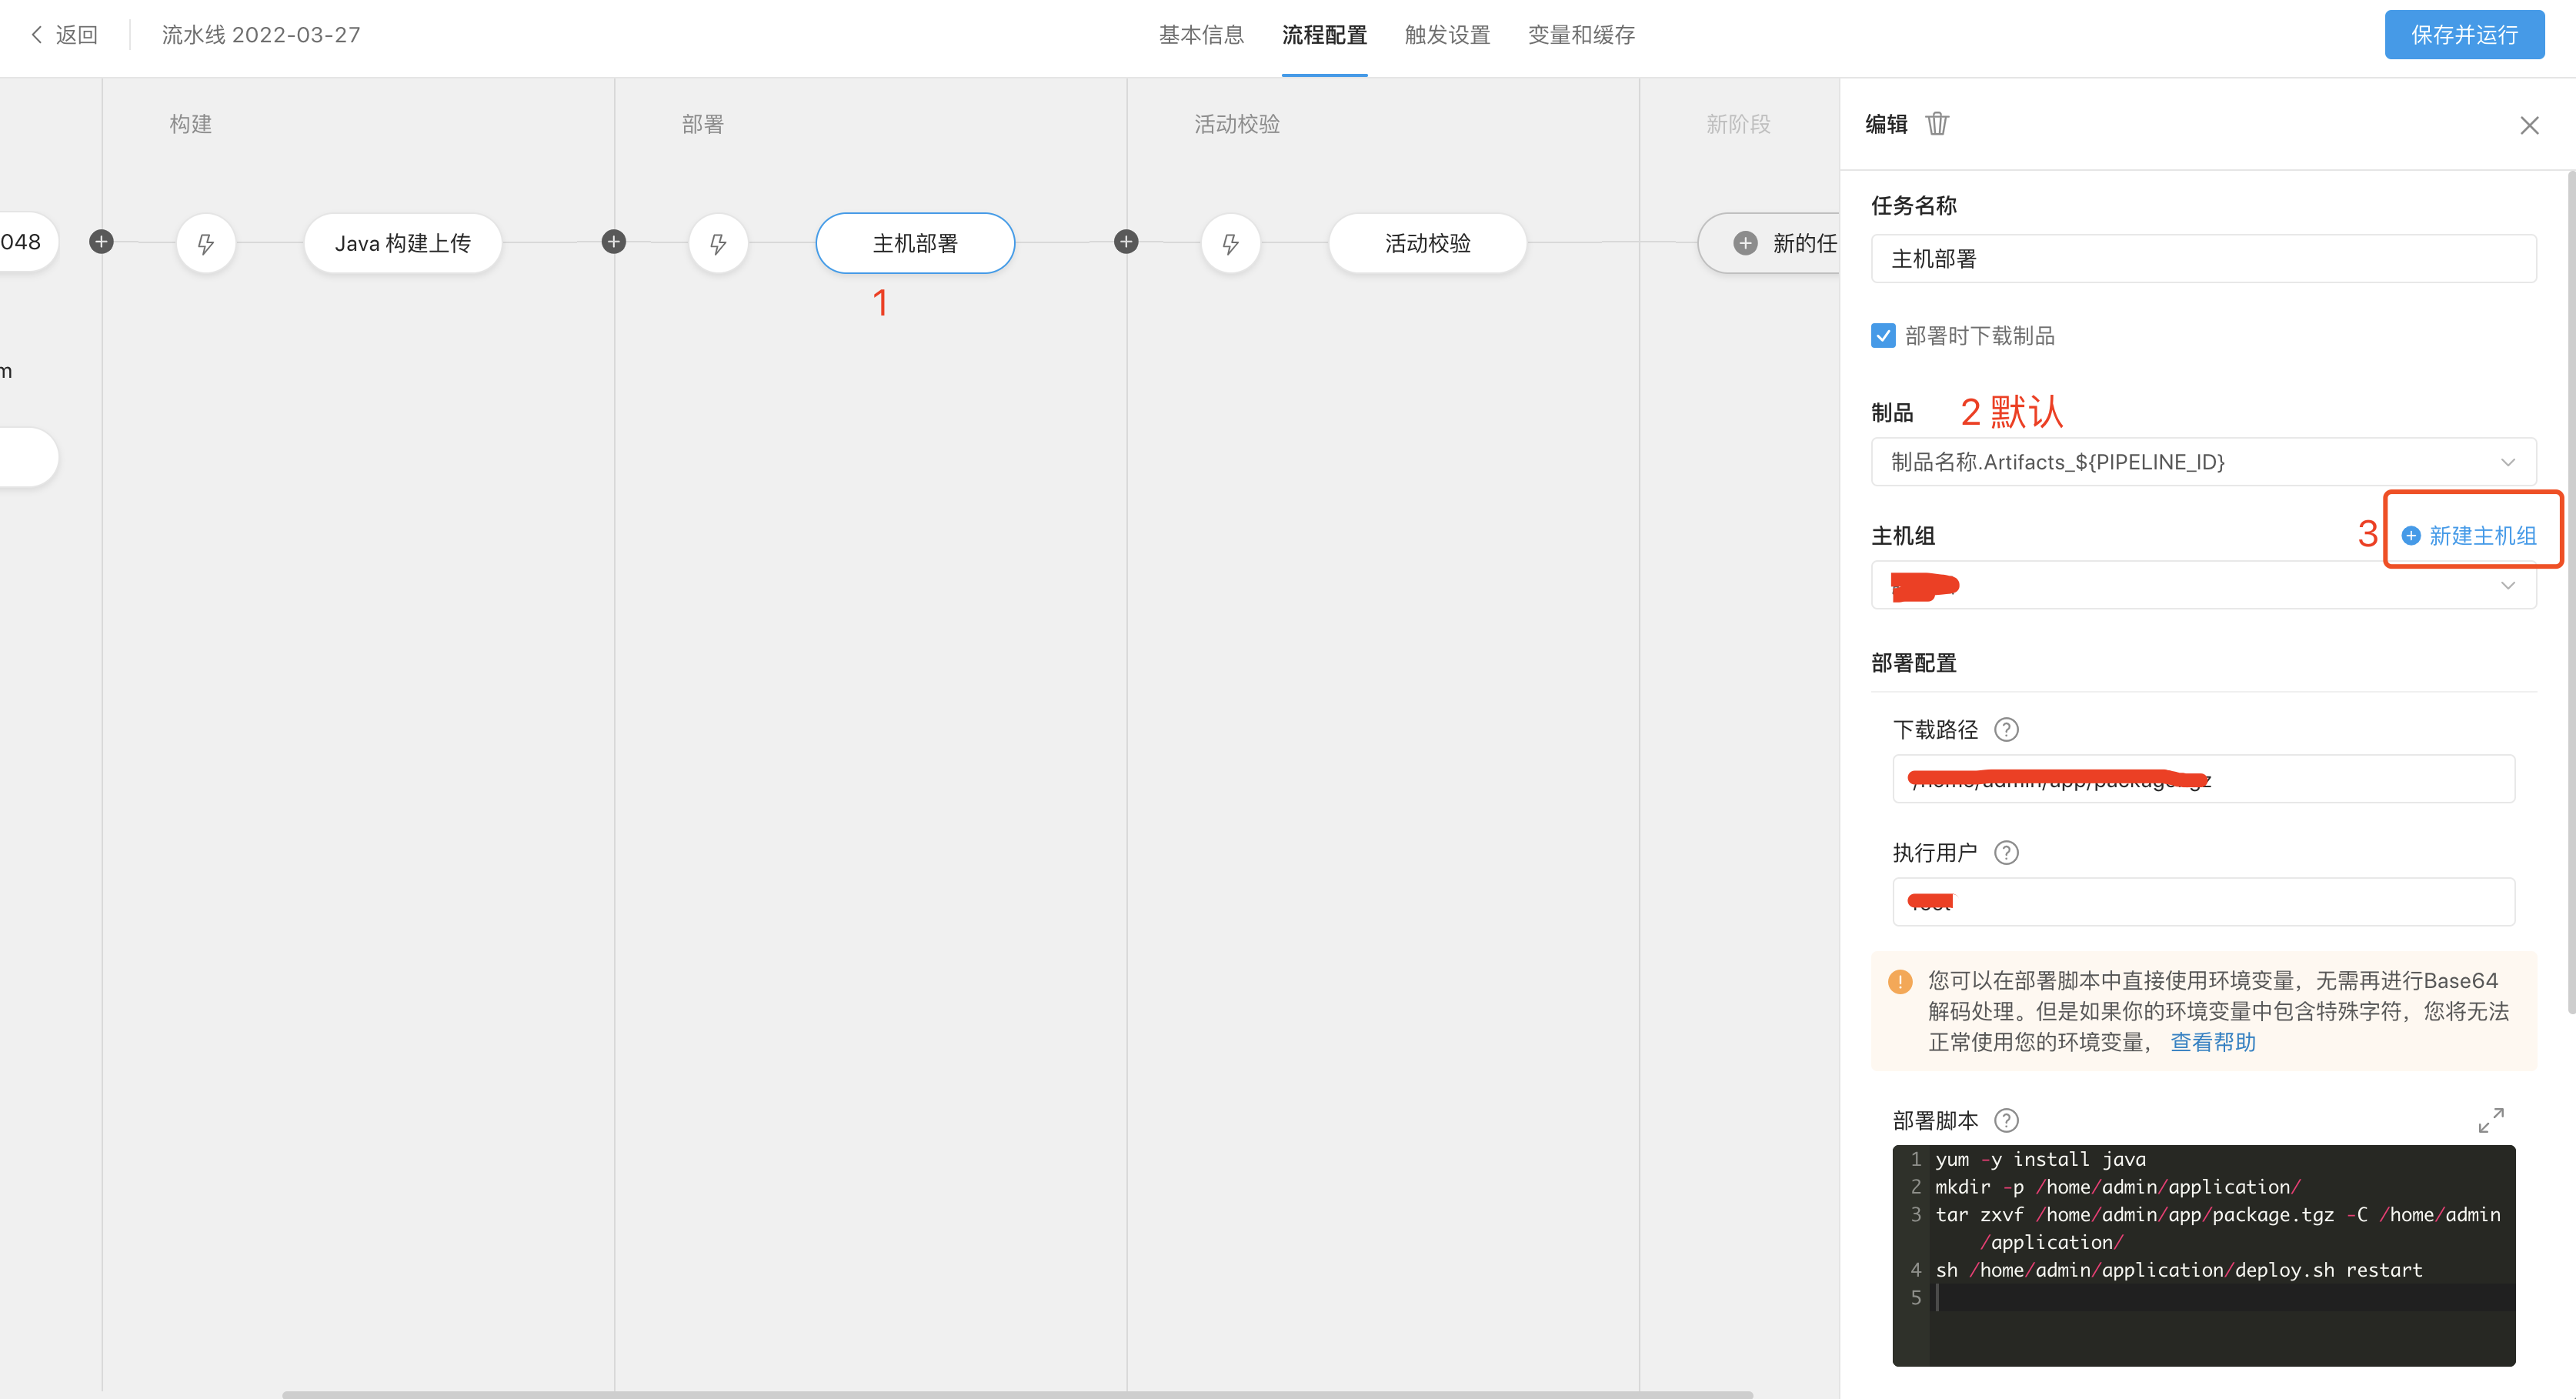 返回
流水线 2022-03-27
基本信息
流程配置
触发设置
变量和缓存
保存并运行
构建
部署
活动校验
新阶段
048
Java 构建上传
主机部署
活动校验
新的任
1
m
编辑
任务名称
主机部署
部署时下载制品
制品
2 默认
制品名称.Artifacts_${PIPELINE_ID}
主机组
3
新建主机组
部署配置
下载路径
执行用户
您可以在部署脚本中直接使用环境变量，无需再进行Base64
解码处理。但是如果你的环境变量中包含特殊字符，您将无法
正常使用您的环境变量， 查看帮助
部署脚本
1 yum -y install java
2 mkdir -p /home/admin/application/
3 tar zxvf /home/admin/app/package.tgz -C /home/admin
/application/
4 sh /home/admin/application/deploy.sh restart
5